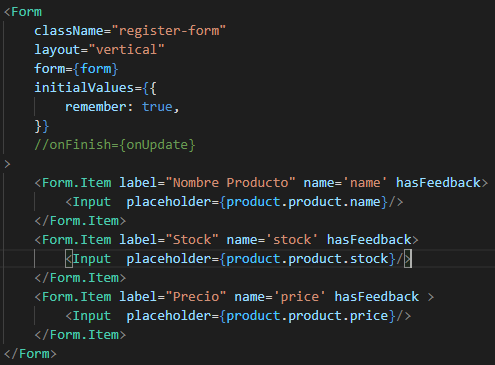 <Form
    className="register-form"
    layout="vertical"
    form={form}
    initialValues={{
        remember: true,
    }}
    //onFinish={onUpdate}
>
    <Form.Item label="Nombre Producto" name='name' hasFeedback>
        <Input  placeholder={product.product.name}/>
    </Form.Item>
    <Form.Item label="Stock" name='stock' hasFeedback>
        <Input  placeholder={product.product.stock}/>
    </Form.Item>
    <Form.Item label="Precio" name='price' hasFeedback >
        <Input  placeholder={product.product.price}/>
    </Form.Item>
</Form>